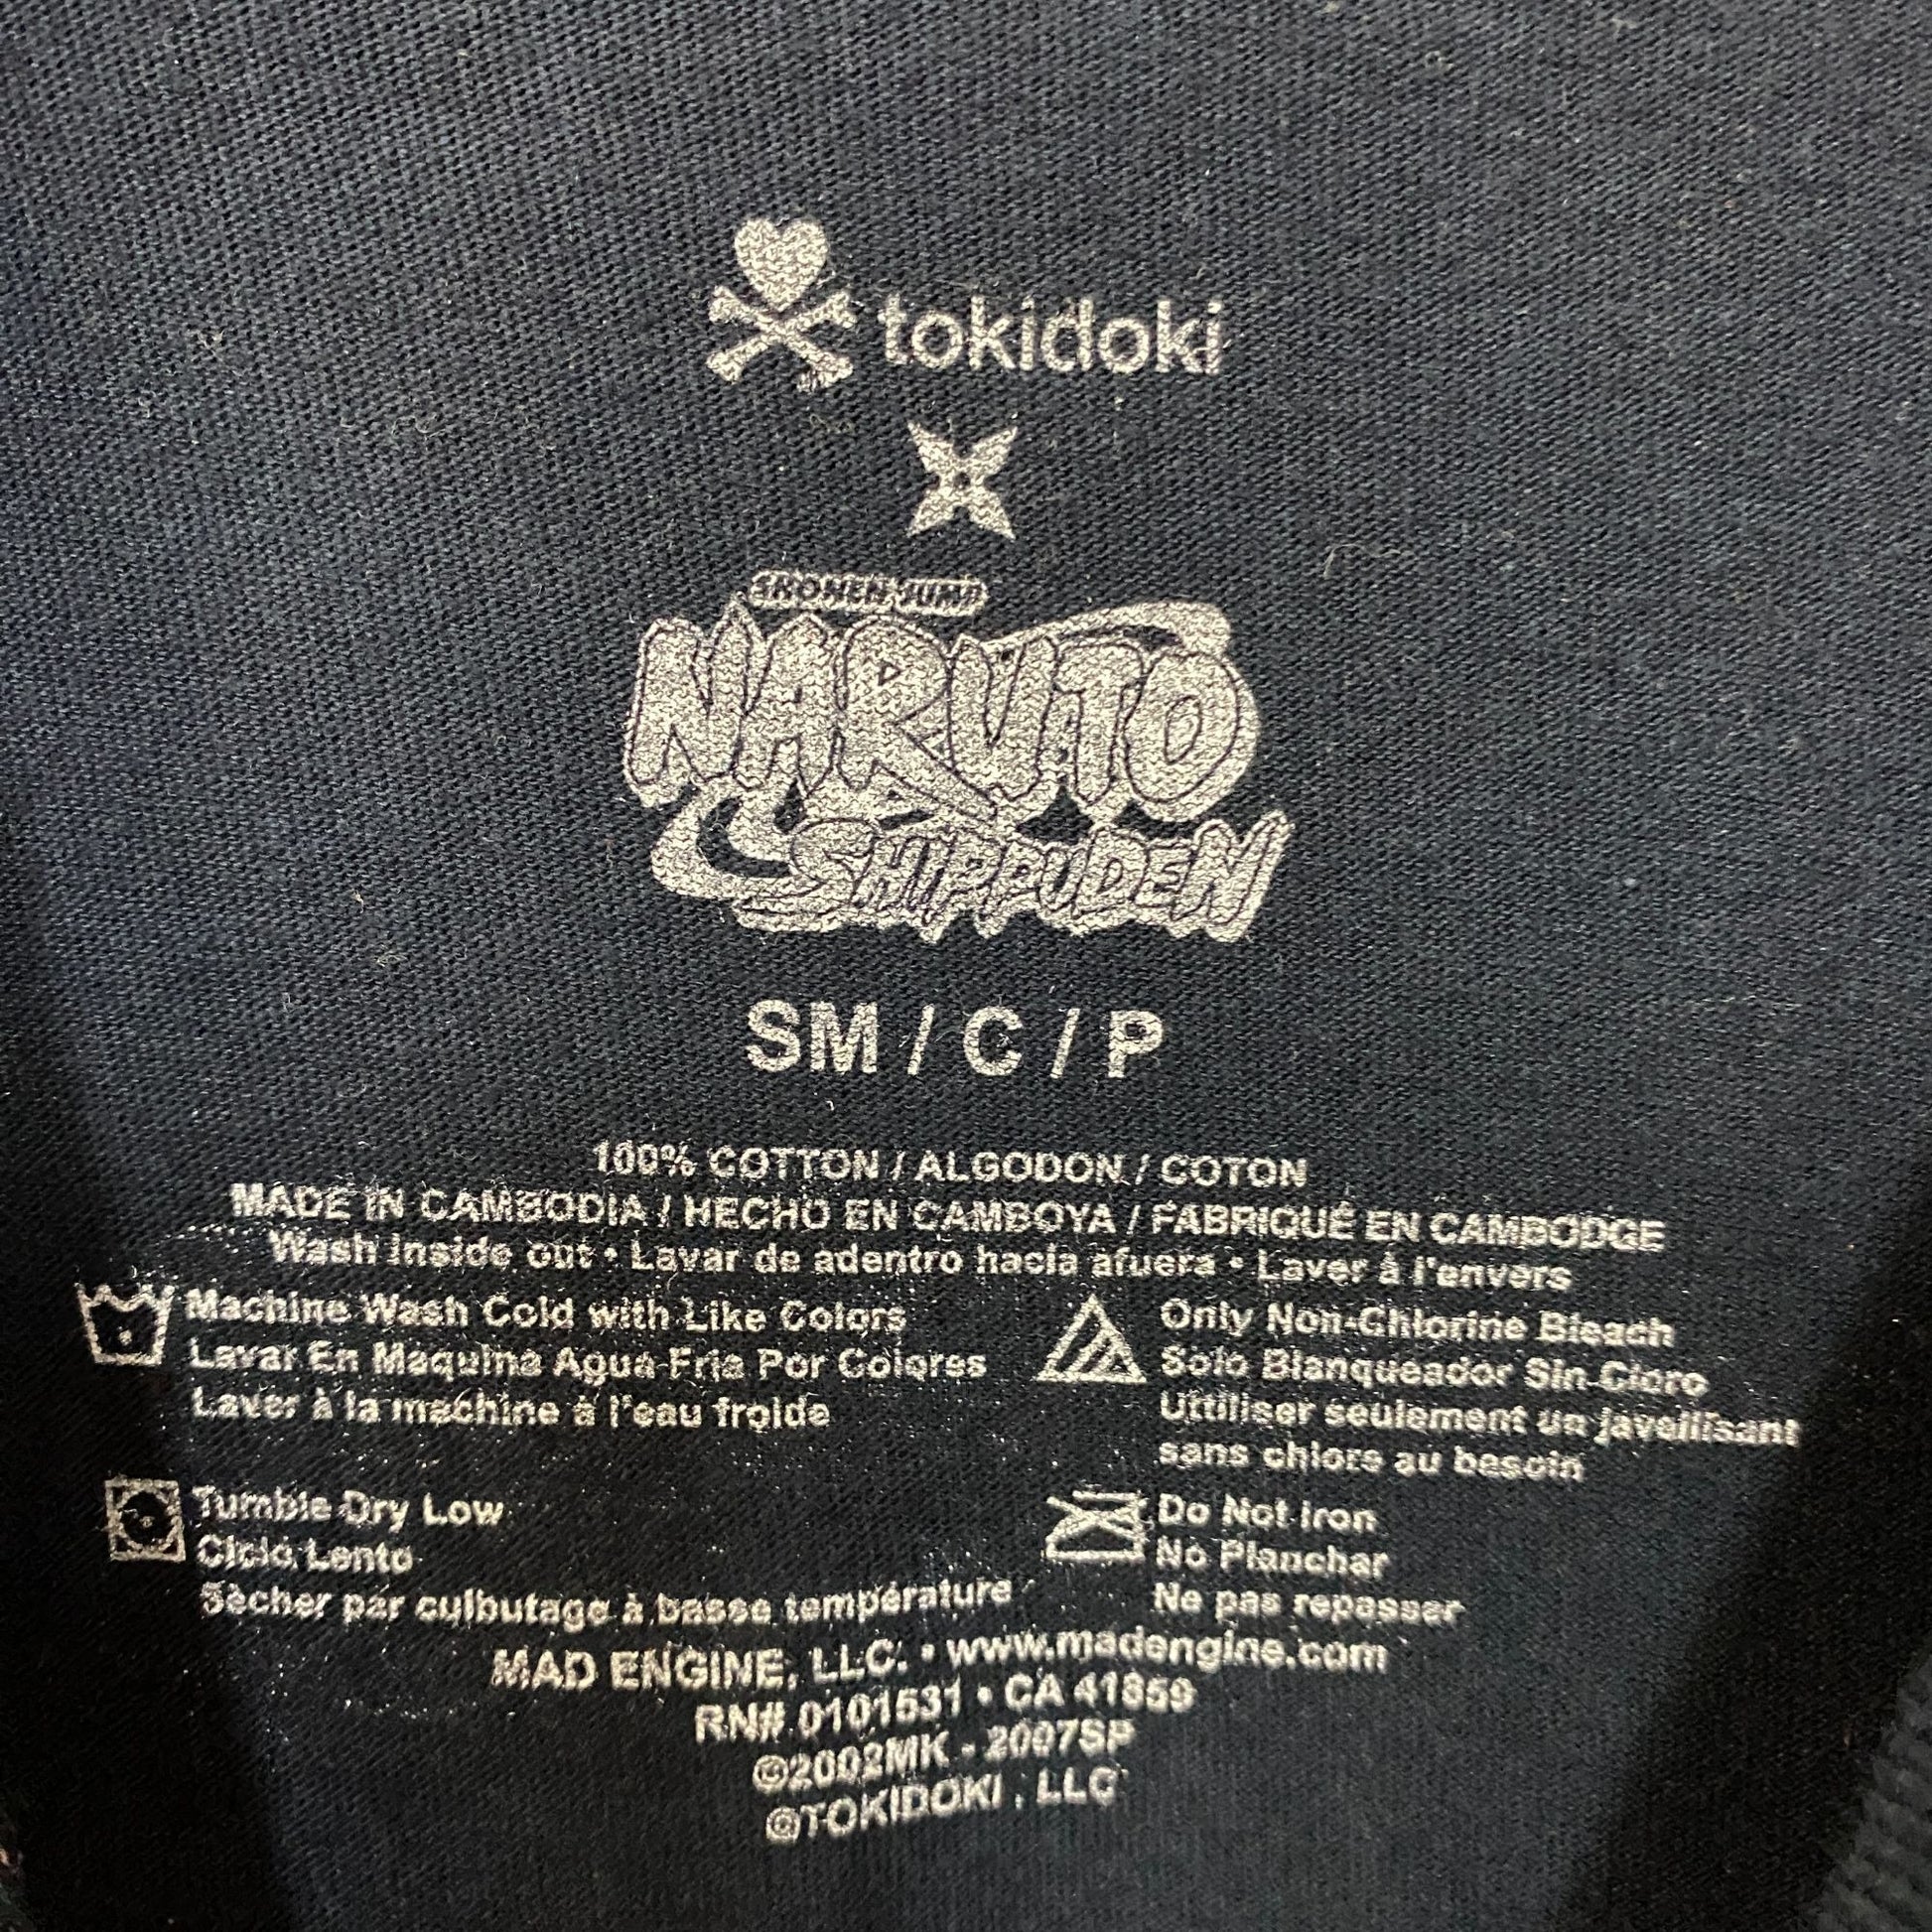 tokidoki
SHONEN JUMP
NARUTO
SHIPPUDEN
SM / C / P
100% COTTON / ALGODON / COTON
MADE IN CAMBODIA / HECHO EN CAMBOYA / FABRIQUÉ EN CAMBODGE
Wash inside out • Lavar de adentro hacia afuera • Laver à l'envers
Machine Wash Cold with Like Colors
Lavar En Maquina Agua Fria Por Colores
Laver à la machine à l'eau froide
Only Non-Chlorine Bleach
Solo Blanqueador Sin Cloro
Uttiliser seulement un javellisant
sans chlore au besoin
Tumble Dry Low
Ciclo Lento
Sècher par culbutage à basse température
Do Not Iron
No Planchar
Ne pas repasser
MAD ENGINE, LLC. • www.madengine.com
RN# 0101531 • CA 41859
©2002MK - 2007SP
©TOKIDOKI , LLC